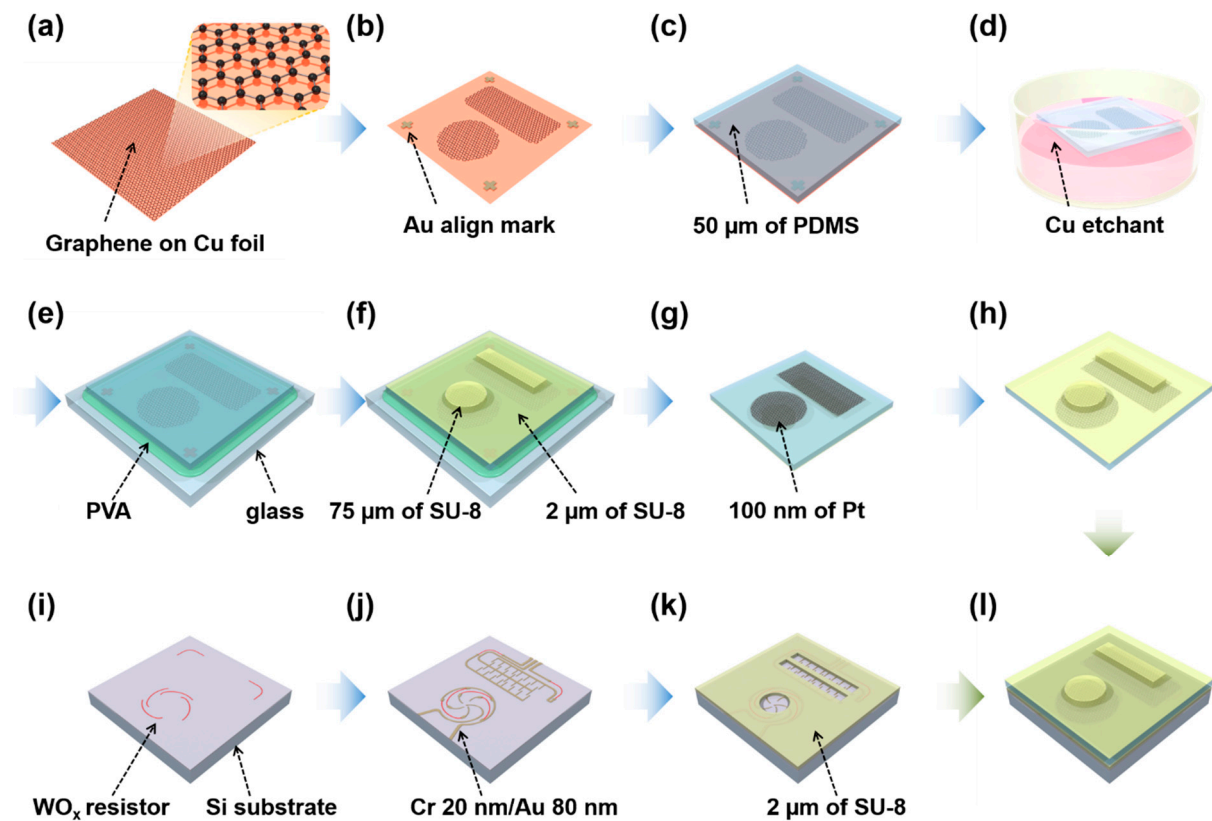 (a)
(b)
(c)
(d)
Graphene on Cu foil
Au align mark
50 µm of PDMS
Cu etchant
(e)
(f)
(g)
(h)
PVA
glass
75 µm of SU-8
2 µm of SU-8
100 nm of Pt
(i)
(j)
(k)
(l)
WOx resistor
Si substrate
Cr 20 nm/Au 80 nm
2 µm of SU-8